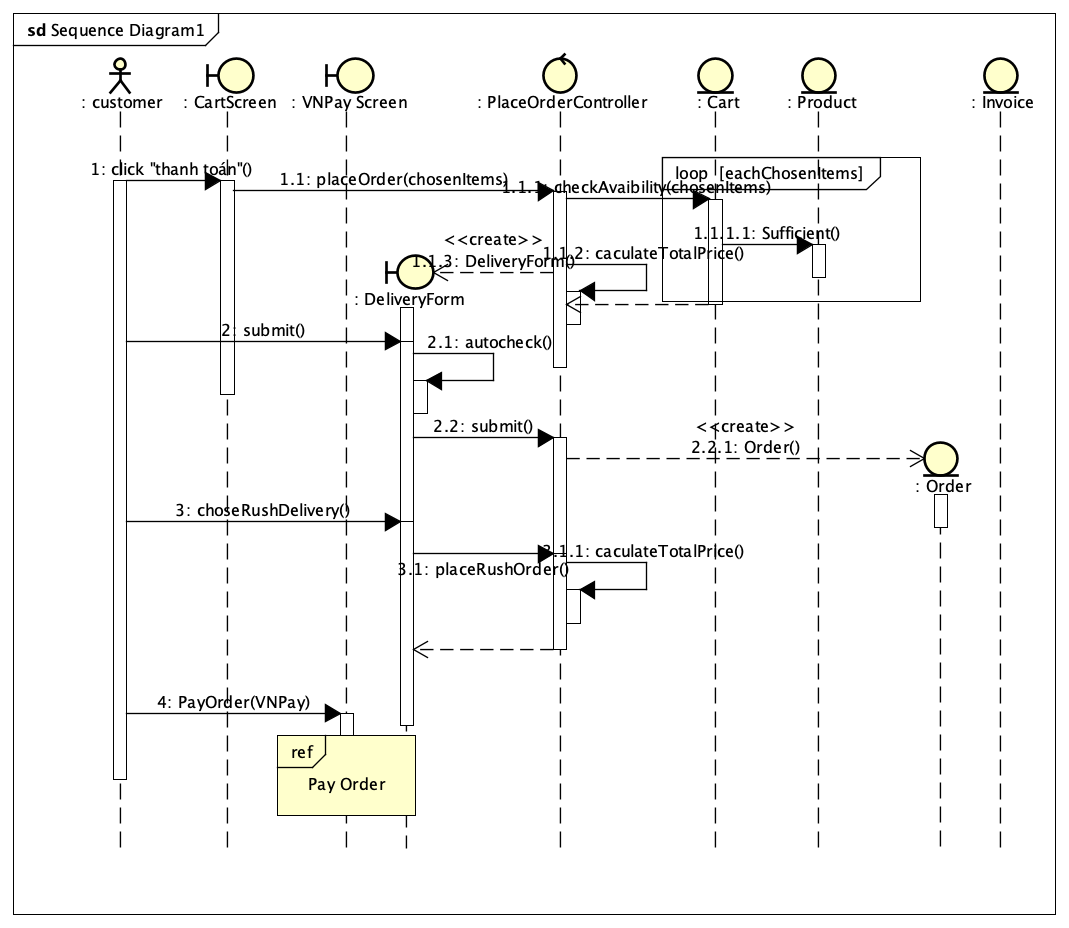 sd Sequence Diagram1
: customer
: CartScreen
: VNPay Screen
: PlaceOrderController
: Cart
: Product
: Invoice
1: click "thanh toán"()
1.1: placeOrder(chosenItems)
loop [eachChosenItems]
1.1.1: checkAvaibility(chosenItems)
1.1.1.1: Sufficient()
<<create>>
1.1.3: DeliveryForm()
1.1.2: caculateTotalPrice()
: DeliveryForm
2: submit()
2.1: autocheck()
2.2: submit()
<<create>>
2.2.1: Order()
: Order
3: choseRushDelivery()
3.1.1: caculateTotalPrice()
3.1: placeRushOrder()
4: PayOrder(VNPay)
ref
Pay Order